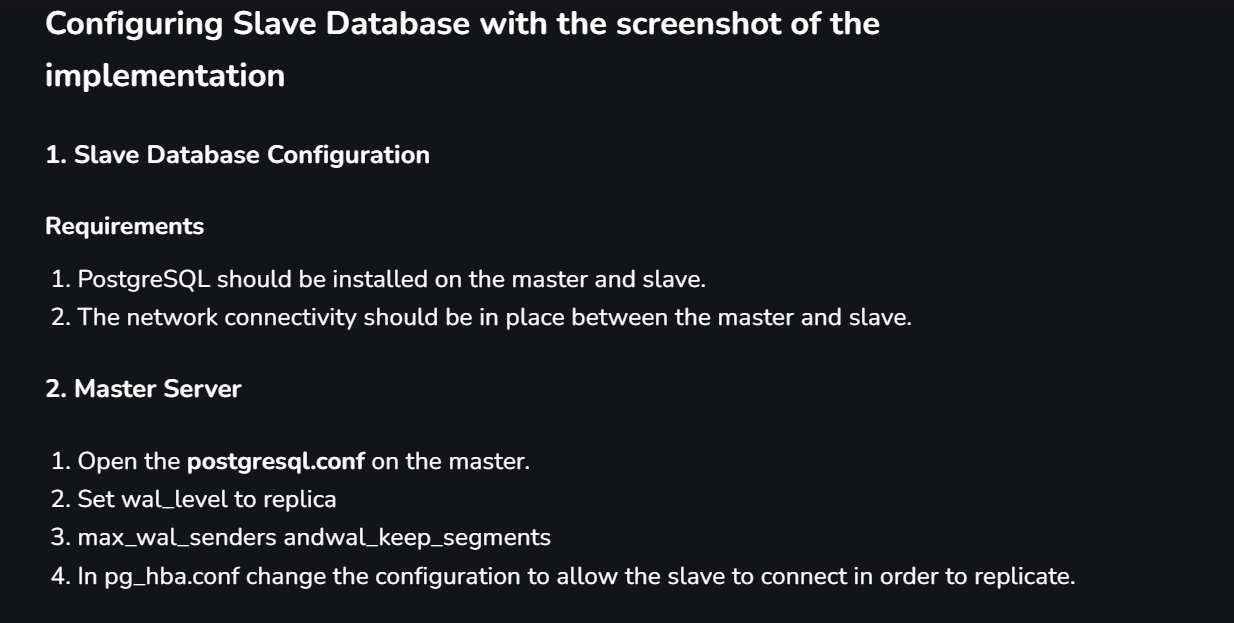 Configuring Slave Database with the screenshot of the
implementation
1. Slave Database Configuration
Requirements
1. PostgreSQL should be installed on the master and slave.
2. The network connectivity should be in place between the master and slave.
2. Master Server
1. Open the postgresql.conf on the master.
2. Set wal_level to replica
3. max_wal_senders andwal_keep_segments
4. In pg_hba.conf change the configuration to allow the slave to connect in order to replicate.